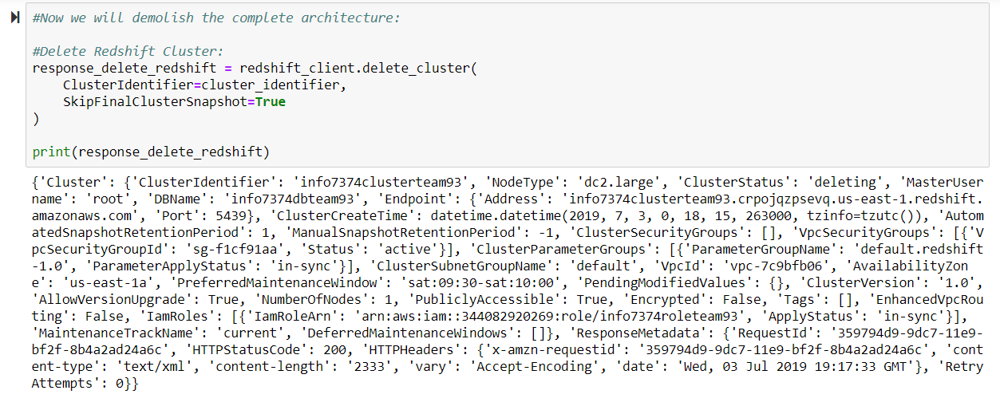 #Now we will demolish the complete architecture:
#Delete Redshift Cluster:
response_delete_redshift = redshift_client.delete_cluster(
    ClusterIdentifier=cluster_identifier,
    SkipFinalClusterSnapshot=True
)
print(response_delete_redshift)
{'Cluster': {'ClusterIdentifier': 'info7374clusterteam93', 'NodeType': 'dc2.large', 'ClusterStatus': 'deleting', 'MasterUser
name': 'root', 'DBName': 'info7374dbteam93', 'Endpoint': {'Address': 'info7374clusterteam93.crpojqzpsevq.us-east-1.redshift.
amazonaws.com', 'Port': 5439}, 'ClusterCreateTime': datetime.datetime(2019, 7, 3, 0, 18, 15, 263000, tzinfo=tzutc()), 'Autom
atedSnapshotRetentionPeriod': 1, 'ManualSnapshotRetentionPeriod': -1, 'ClusterSecurityGroups': [], 'VpcSecurityGroups': [{'V
pcSecurityGroupId': 'sg-f1cf91aa', 'Status': 'active'}], 'ClusterParameterGroups': [{'ParameterGroupName': 'default.redshift
-1.0', 'ParameterApplyStatus': 'in-sync'}], 'ClusterSubnetGroupName': 'default', 'VpcId': 'vpc-7c9bfb06', 'AvailabilityZon
e': 'us-east-1a', 'PreferredMaintenanceWindow': 'sat:09:30-sat:10:00', 'PendingModifiedValues': {}, 'ClusterVersion': '1.0',
'AllowVersionUpgrade': True, 'NumberOfNodes': 1, 'PubliclyAccessible': True, 'Encrypted': False, 'Tags': [], 'EnhancedVpcRou
ting': False, 'IamRoles': [{'IamRoleArn': 'arn:aws:iam::344082920269:role/info7374roleteam93', 'ApplyStatus': 'in-sync'}],
'MaintenanceTrackName': 'current', 'DeferredMaintenanceWindows': []}, 'ResponseMetadata': {'RequestId': '359794d9-9dc7-11e9-
bf2f-8b4a2ad24a6c', 'HTTPStatusCode': 200, 'HTTPHeaders': {'x-amzn-requestid': '359794d9-9dc7-11e9-bf2f-8b4a2ad24a6c', 'cont
ent-type': 'text/xml', 'content-length': '2333', 'vary': 'Accept-Encoding', 'date': 'Wed, 03 Jul 2019 19:17:33 GMT'}, 'Retry
Attempts': 0}}